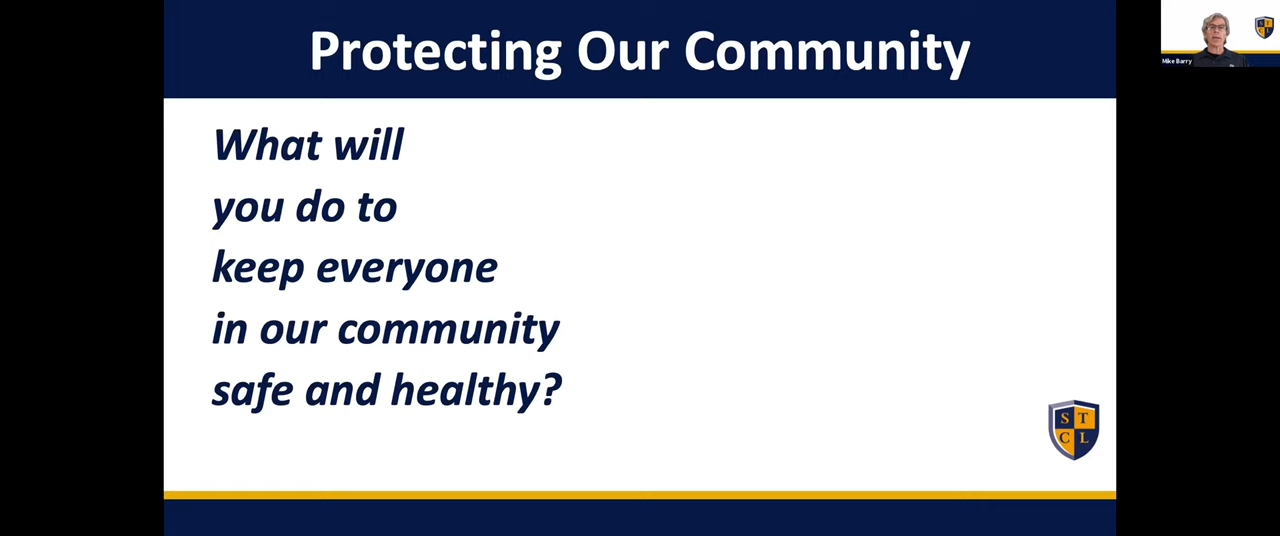 Protecting Our Community
Mike Barry
What will
you do to
keep everyone
in our community
safe and healthy?
S T
C L